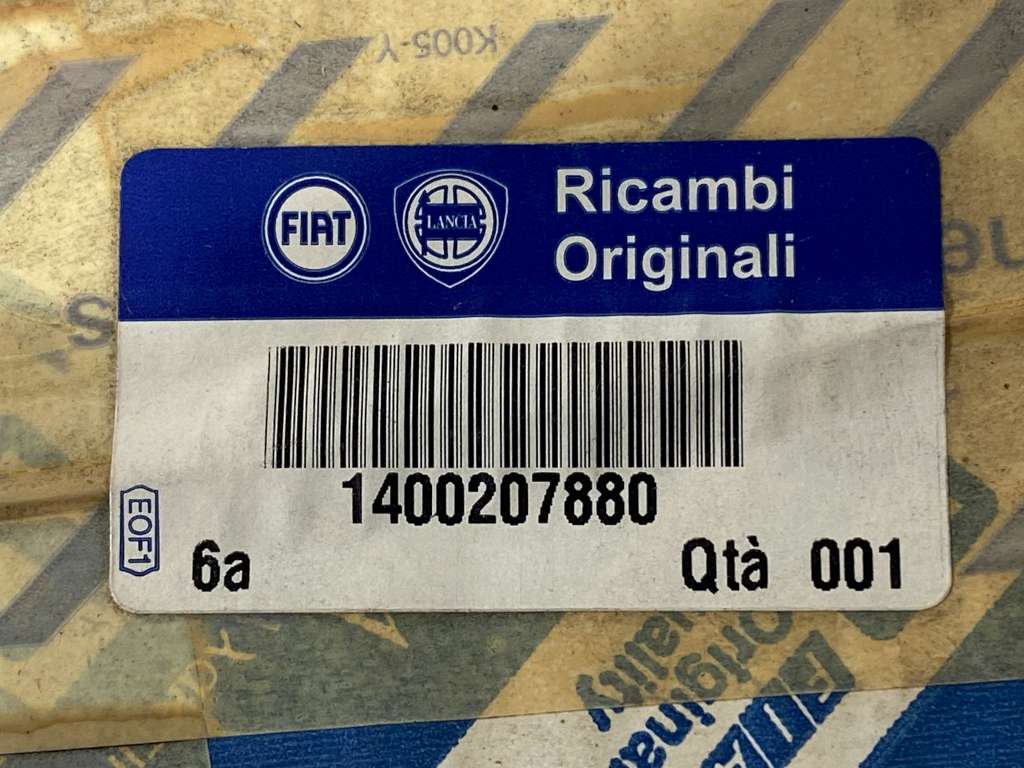 K005-Y
FIAT
LANCIA
Ricambi
Originali
1400207880
EOF1
6a
Qtà 001